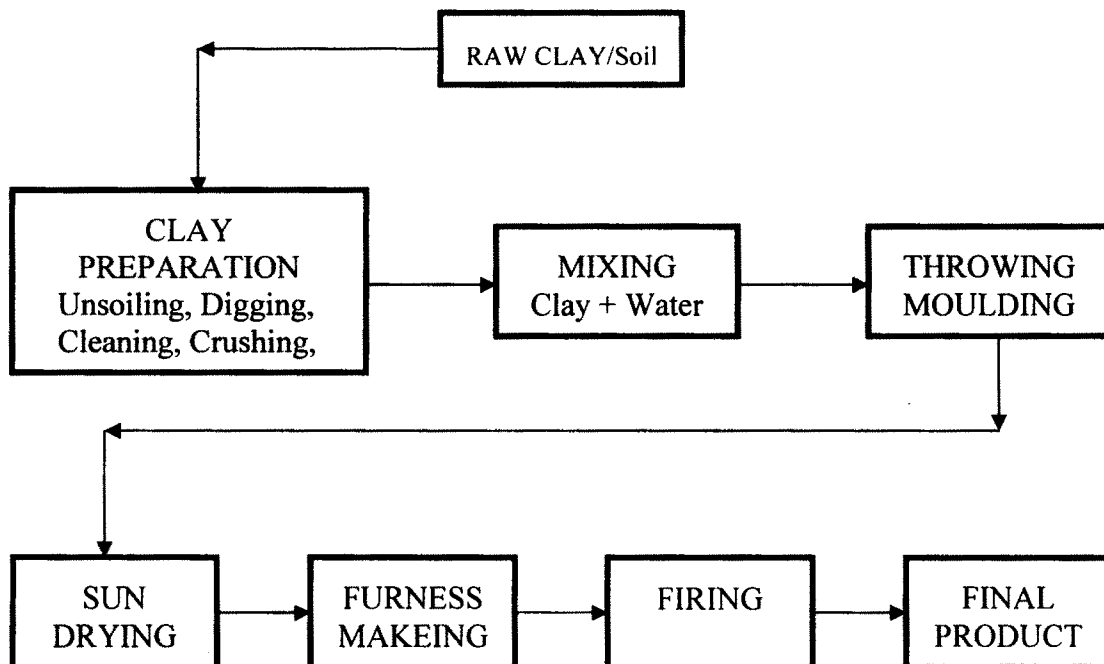 RAW CLAY/Soil
CLAY
PREPARATION
Unsoiling, Digging,
Cleaning, Crushing,
MIXING
Clay + Water
THROWING
MOULDING
SUN
DRYING
FURNESS
MAKEING
FIRING
FINAL
PRODUCT